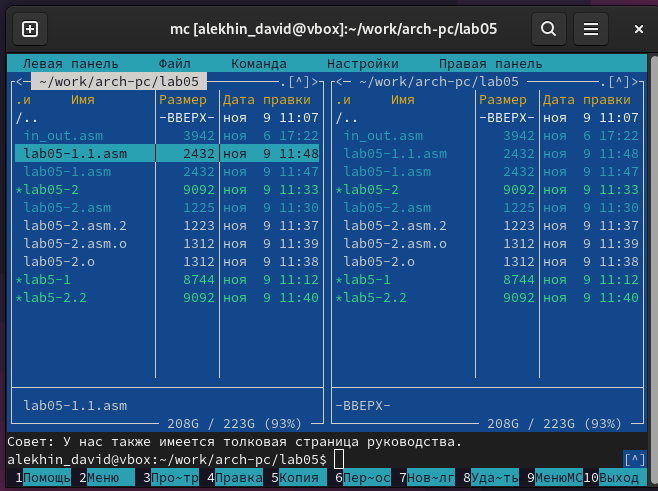 mc [alekhin_david@vbox]:~/work/arch-pc/lab05
Левая панель Файл Команда Настройки Правая панель
<— ~/work/arch-pc/lab05 .[^]> <— ~/work/arch-pc/lab05 .[^]>
.и Имя Размер Дата правки .и Имя Размер Дата правки
/.. -ВВЕРХ- ноя 9 11:07 /.. -ВВЕРХ- ноя 9 11:07
in_out.asm 3942 ноя 6 17:22 in_out.asm 3942 ноя 6 17:22
lab05-1.1.asm 2432 ноя 9 11:48 lab05-1.1.asm 2432 ноя 9 11:48
lab05-1.asm 2432 ноя 9 11:47 lab05-1.asm 2432 ноя 9 11:47
*lab05-2 9092 ноя 9 11:33 *lab05-2 9092 ноя 9 11:33
lab05-2.asm 1225 ноя 9 11:30 lab05-2.asm 1225 ноя 9 11:30
lab05-2.asm.2 1223 ноя 9 11:37 lab05-2.asm.2 1223 ноя 9 11:37
lab05-2.asm.o 1312 ноя 9 11:39 lab05-2.asm.o 1312 ноя 9 11:39
lab05-2.o 1312 ноя 9 11:38 lab05-2.o 1312 ноя 9 11:38
*lab5-1 8744 ноя 9 11:12 *lab5-1 8744 ноя 9 11:12
*lab5-2.2 9092 ноя 9 11:40 *lab5-2.2 9092 ноя 9 11:40
lab05-1.1.asm -ВВЕРХ-
208G / 223G (93%) 208G / 223G (93%)
Совет: У нас также имеется толковая страница руководства.
alekhin_david@vbox:~/work/arch-pc/lab05$ [^]
1Помощь 2Меню 3Про~тр 4Правка 5Копия 6Пер~ос 7Нов~лг 8Уда~ть 9МенюMC 10Выход